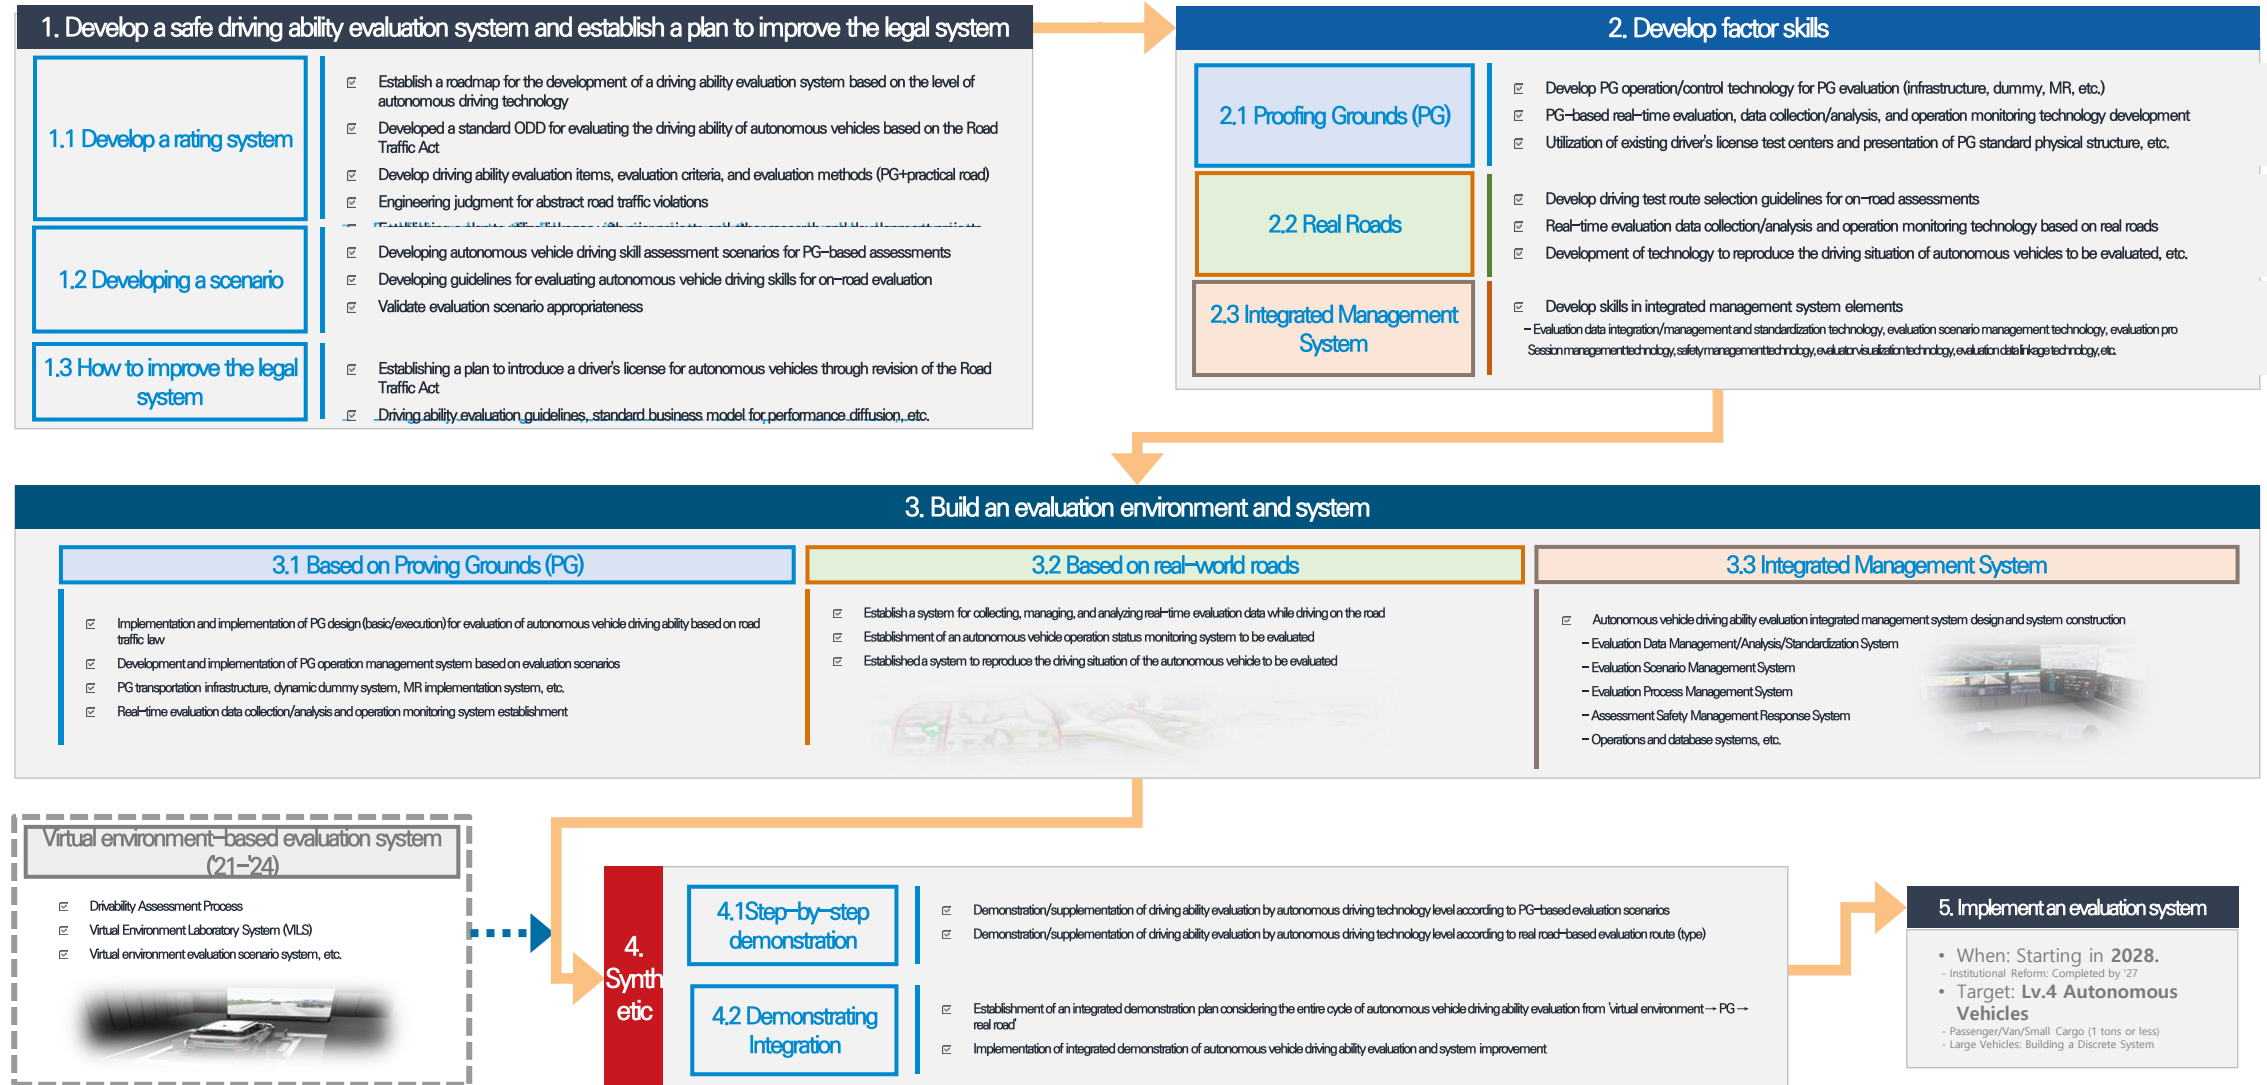 1. Develop a safe driving ability evaluation system and establish a plan to improve the legal system
1.1 Develop a rating system
Establish a roadmap for the development of a driving ability evaluation system based on the level of
autonomous driving technology
Developed a standard ODD for evaluating the driving ability of autonomous vehicles based on the Road
Traffic Act
Develop driving ability evaluation items, evaluation criteria, and evaluation methods (PG+practical road)
Engineering judgment for abstract road traffic violations
1.2 Developing a scenario
Developing autonomous vehicle driving skill assessment scenarios for PG-based assessments
Developing guidelines for evaluating autonomous vehicle driving skills for on-road evaluation
Validate evaluation scenario appropriateness
1.3 How to improve the legal
system
Establishing a plan to introduce a driver's license for autonomous vehicles through revision of the Road
Traffic Act
Driving ability evaluation guidelines, standard business model for performance diffusion, etc.
2. Develop factor skills
2.1 Proofing Grounds (PG)
Develop PG operation/control technology for PG evaluation (infrastructure, dummy, MR, etc.)
PG-based real-time evaluation, data collection/analysis, and operation monitoring technology development
Utilization of existing driver's license test centers and presentation of PG standard physical structure, etc.
2.2 Real Roads
Develop driving test route selection guidelines for on-road assessments
Real-time evaluation data collection/analysis and operation monitoring technology based on real roads
Development of technology to reproduce the driving situation of autonomous vehicles to be evaluated, etc.
2.3 Integrated Management
System
Develop skills in integrated management system elements
- Evaluation data integration/management and standardization technology, evaluation scenario management technology, evaluation pro
Session management technology, safety management technology, evaluator visualization technology, evaluation data linkage technology, etc.
3. Build an evaluation environment and system
3.1 Based on Proving Grounds (PG)
Implementation and implementation of PG design (basic/execution) for evaluation of autonomous vehicle driving ability based on road
traffic law
Development and implementation of PG operation management system based on evaluation scenarios
PG transportation infrastructure, dynamic dummy system, MR implementation system, etc.
Real-time evaluation data collection/analysis and operation monitoring system establishment
3.2 Based on real-world roads
Establish a system for collecting, managing, and analyzing real-time evaluation data while driving on the road
Establishment of an autonomous vehicle operation status monitoring system to be evaluated
Established a system to reproduce the driving situation of the autonomous vehicle to be evaluated
3.3 Integrated Management System
Autonomous vehicle driving ability evaluation integrated management system design and system construction
- Evaluation Data Management/Analysis/Standardization System
- Evaluation Scenario Management System
- Evaluation Process Management System
- Assessment Safety Management Response System
- Operations and database systems, etc.
Virtual environment-based evaluation system
('21-'24)
Drivability Assessment Process
Virtual Environment Laboratory System (VILS)
Virtual environment evaluation scenario system, etc.
4.
Synth
etic
4.1Step-by-step
demonstration
Demonstration/supplementation of driving ability evaluation by autonomous driving technology level according to PG-based evaluation scenarios
Demonstration/supplementation of driving ability evaluation by autonomous driving technology level according to real road-based evaluation route (type)
4.2 Demonstrating
Integration
Establishment of an integrated demonstration plan considering the entire cycle of autonomous vehicle driving ability evaluation from 'virtual environment→ PG→
real road'
Implementation of integrated demonstration of autonomous vehicle driving ability evaluation and system improvement
5. Implement an evaluation system
• When: Starting in 2028.
- Institutional Reform: Completed by '27
• Target: Lv.4 Autonomous
Vehicles
- Passenger/Van/Small Cargo (1 tons or less)
- Large Vehicles: Building a Discrete System